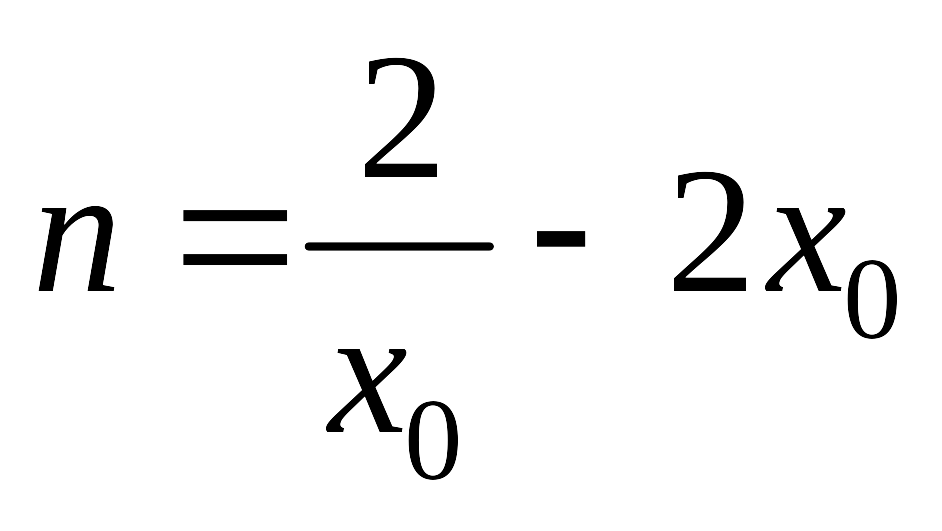 n = 2/x₀ - 2x₀